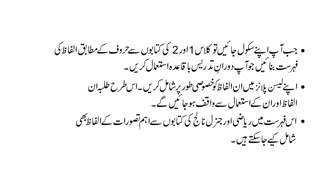 • جب آپ اپنے سکول جائیں تو کلاس 1 اور 2 کی کتابوں سے حروف کے مطابق الفاظ کی
فہرست بنائیں جو آپ دوران تدریس باقاعدہ استعمال کریں۔
• اپنے لیسن پلانز میں ان الفاظ کو خصوصی طور پر شامل کریں۔ اس طرح طلبہ ان
الفاظ اور ان کے استعمال سے واقف ہو جائیں گے۔
• اس فہرست میں ریاضی اور جنرل نالج کی کتابوں سے اہم تصورات کے الفاظ بھی
شامل کیے جا سکتے ہیں۔